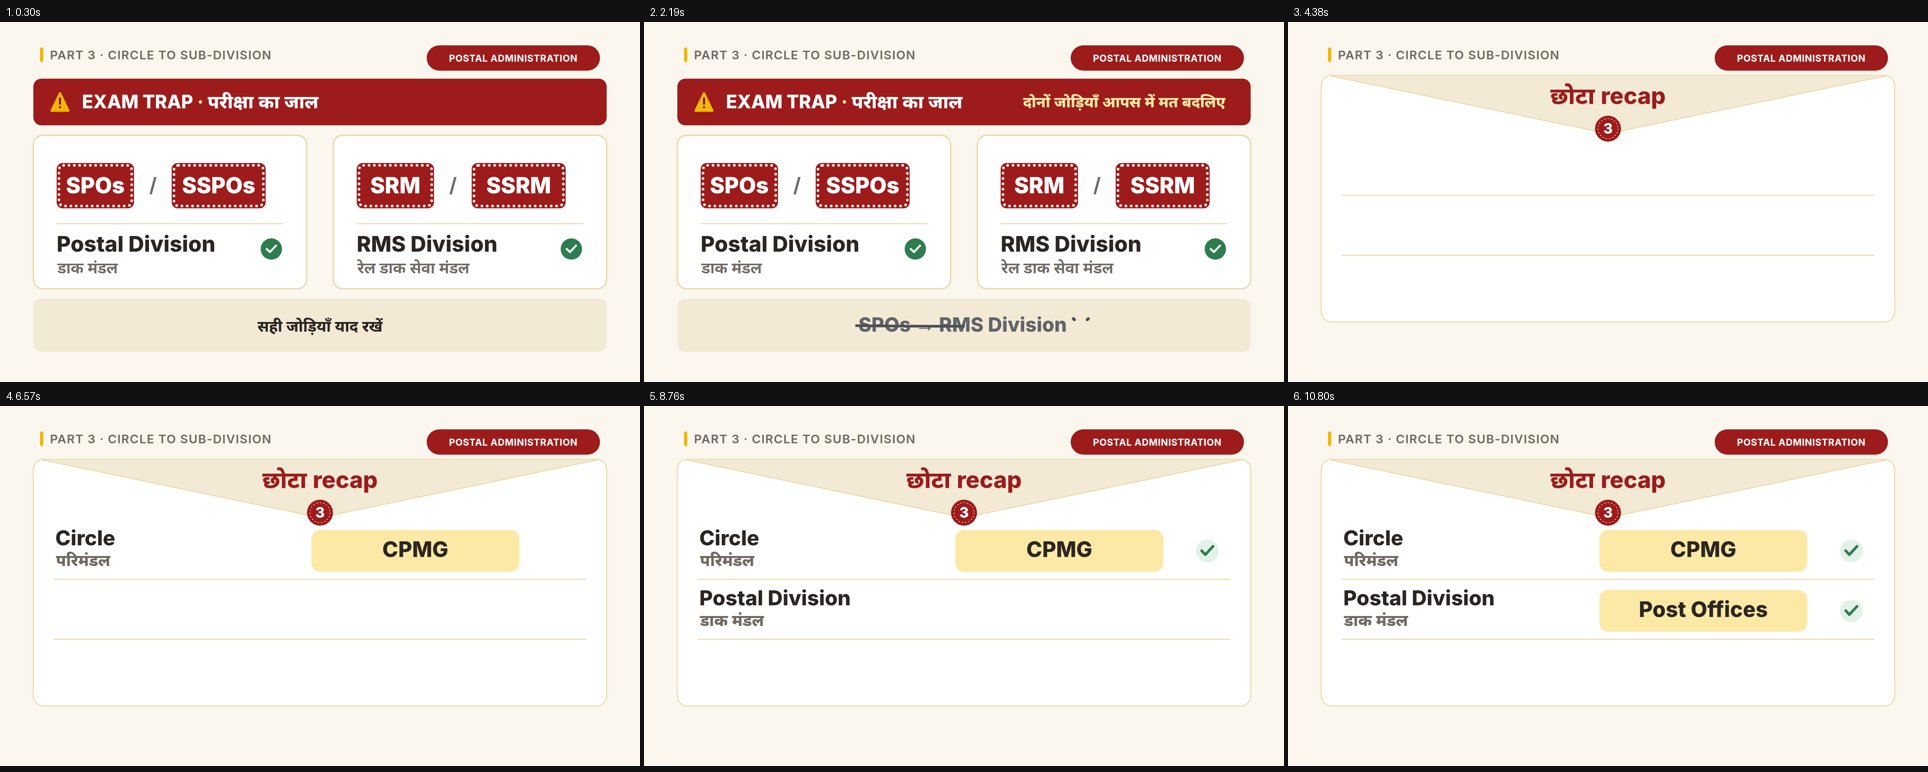 1. 0.30s
PART 3 · CIRCLE TO SUB-DIVISION
POSTAL ADMINISTRATION
EXAM TRAP · परीक्षा का जाल
SPOs / SSPOs
Postal Division
डाक मंडल
SRM / SSRM
RMS Division
रेल डाक सेवा मंडल
सही जोड़ियाँ याद रखें
2. 2.19s
PART 3 · CIRCLE TO SUB-DIVISION
POSTAL ADMINISTRATION
EXAM TRAP · परीक्षा का जाल
दोनों जोड़ियाँ आपस में मत बदलिए
SPOs / SSPOs
Postal Division
डाक मंडल
SRM / SSRM
RMS Division
रेल डाक सेवा मंडल
SPOs → RMS Division
3. 4.38s
PART 3 · CIRCLE TO SUB-DIVISION
POSTAL ADMINISTRATION
छोटा recap
3
4. 6.57s
PART 3 · CIRCLE TO SUB-DIVISION
POSTAL ADMINISTRATION
छोटा recap
3
Circle
परिमंडल
CPMG
5. 8.76s
PART 3 · CIRCLE TO SUB-DIVISION
POSTAL ADMINISTRATION
छोटा recap
3
Circle
परिमंडल
CPMG
Postal Division
डाक मंडल
6. 10.80s
PART 3 · CIRCLE TO SUB-DIVISION
POSTAL ADMINISTRATION
छोटा recap
3
Circle
परिमंडल
CPMG
Postal Division
डाक मंडल
Post Offices